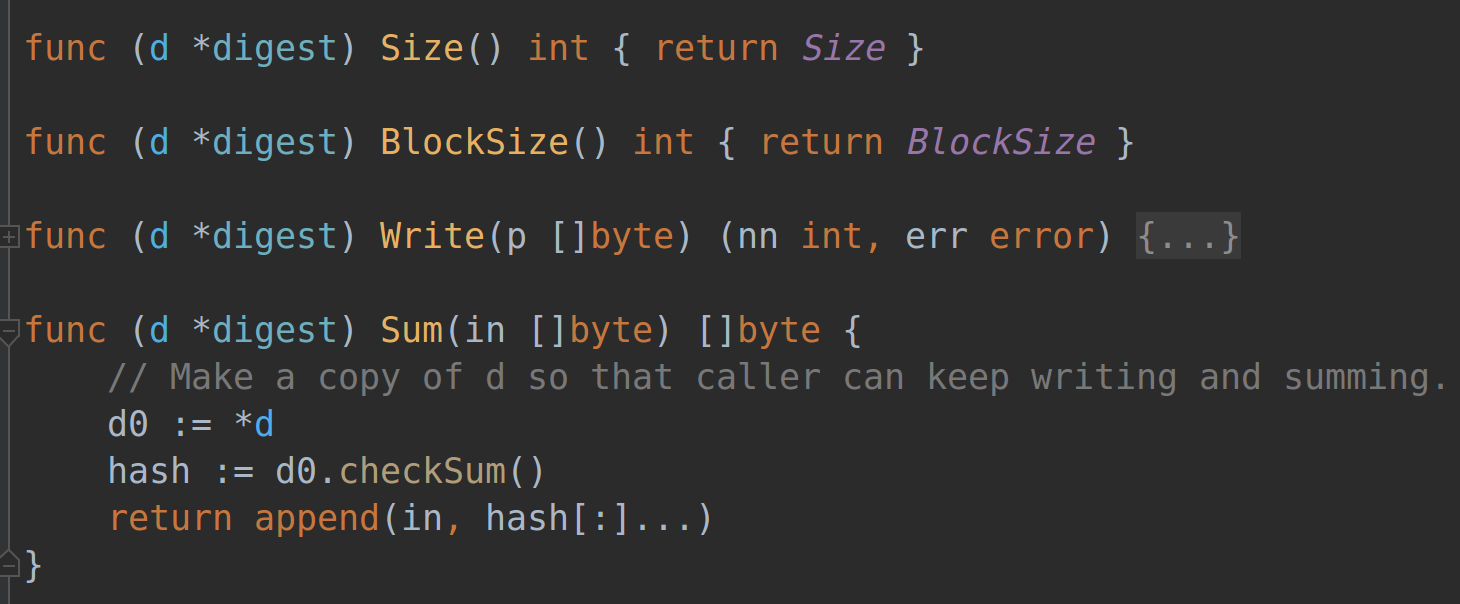 func (d *digest) Size() int { return Size }
func (d *digest) BlockSize() int { return BlockSize }
func (d *digest) Write(p []byte) (nn int, err error) {...}
func (d *digest) Sum(in []byte) []byte {
    // Make a copy of d so that caller can keep writing and summing.
    d0 := *d
    hash := d0.checkSum()
    return append(in, hash[:]...)
}